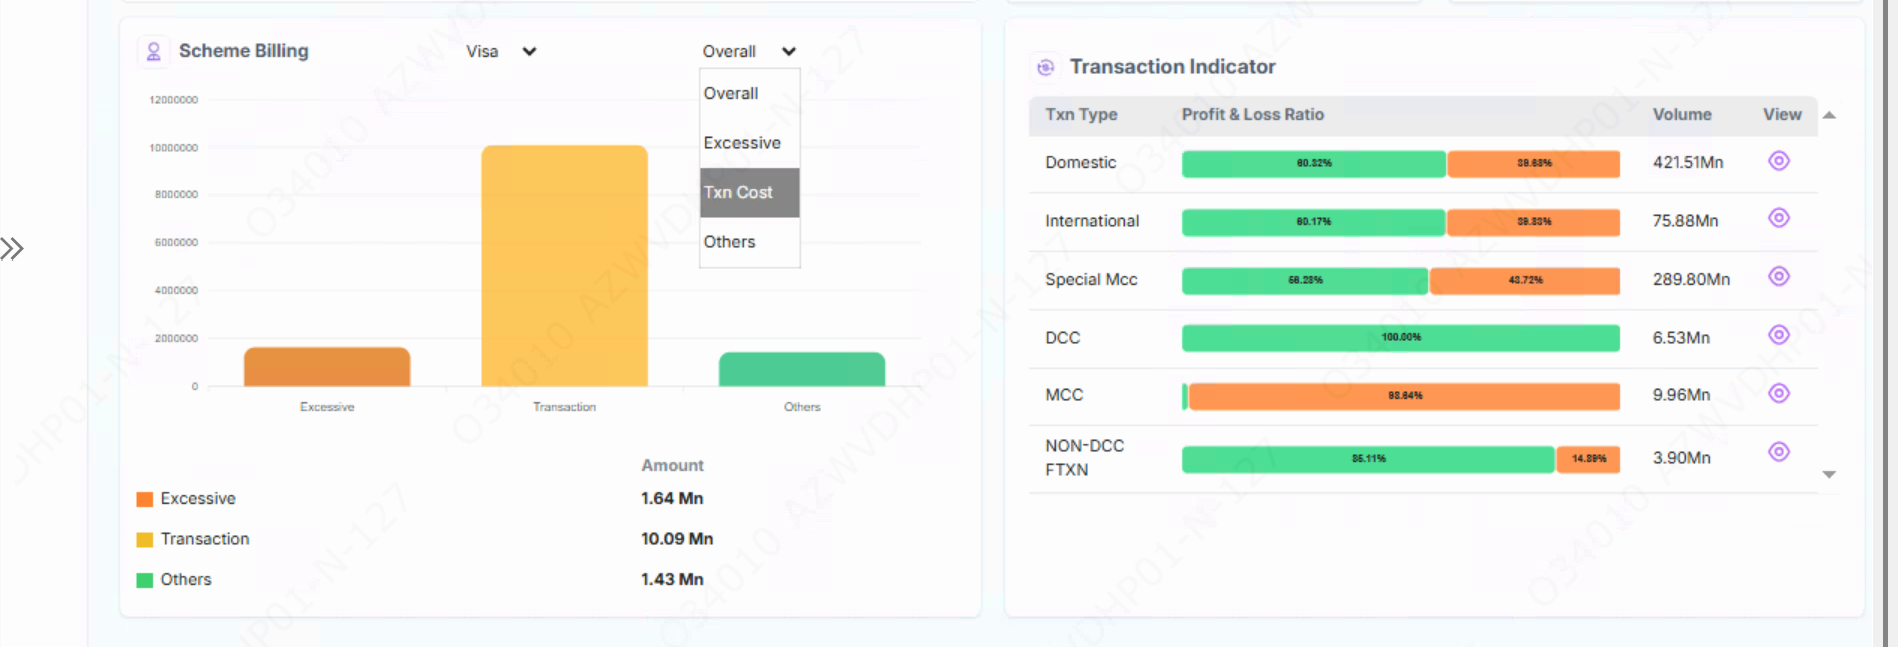 Scheme Billing
Visa
Overall
Overall
Excessive
Txn Cost
Others
12000000
10000000
8000000
6000000
4000000
2000000
0
Excessive Transaction Others
Amount
Excessive 1.64 Mn
Transaction 10.09 Mn
Others 1.43 Mn
Transaction Indicator
Txn Type Profit & Loss Ratio Volume View
Domestic 60.32% 39.68% 421.51Mn
International 60.17% 39.83% 75.88Mn
Special Mcc 56.28% 43.72% 289.80Mn
DCC 100.00% 6.53Mn
MCC 9.96Mn
NON-DCC
FTXN 85.11% 14.89% 3.90Mn
O34010 AZWVDHP01-N-127